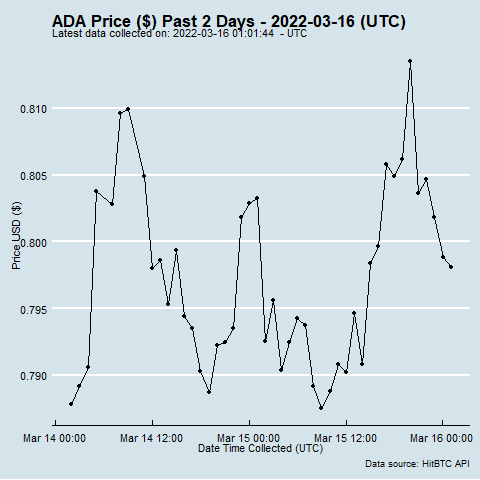 ADA Price ($) Past 2 Days - 2022-03-16 (UTC)
Latest data collected on: 2022-03-16 01:01:44 - UTC
0.810
0.805
0.800
0.795
0.790
Price USD ($)
Mar 14 00:00 Mar 14 12:00 Mar 15 00:00 Mar 15 12:00 Mar 16 00:00
Date Time Collected (UTC)
Data source: HitBTC API